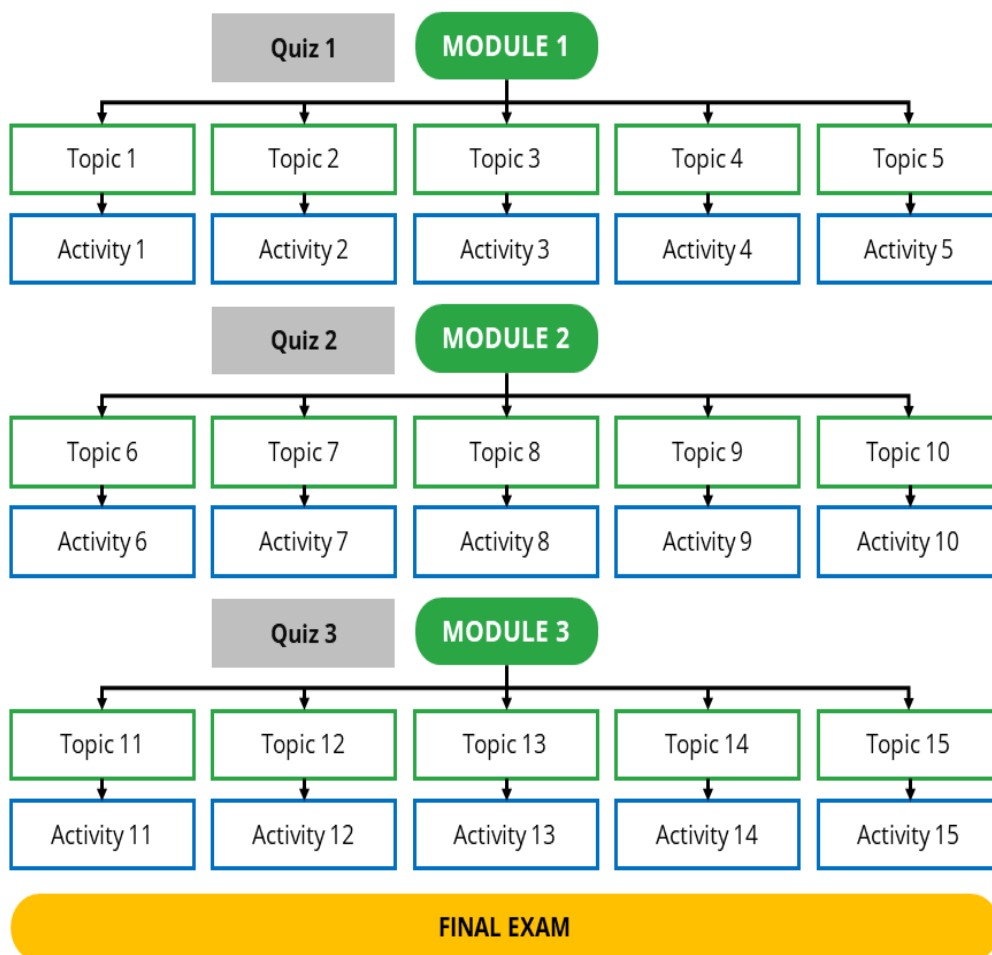 Quiz 1
MODULE 1
Topic 1
Topic 2
Topic 3
Topic 4
Topic 5
Activity 1
Activity 2
Activity 3
Activity 4
Activity 5
Quiz 2
MODULE 2
Topic 6
Topic 7
Topic 8
Topic 9
Topic 10
Activity 6
Activity 7
Activity 8
Activity 9
Activity 10
Quiz 3
MODULE 3
Topic 11
Topic 12
Topic 13
Topic 14
Topic 15
Activity 11
Activity 12
Activity 13
Activity 14
Activity 15
FINAL EXAM